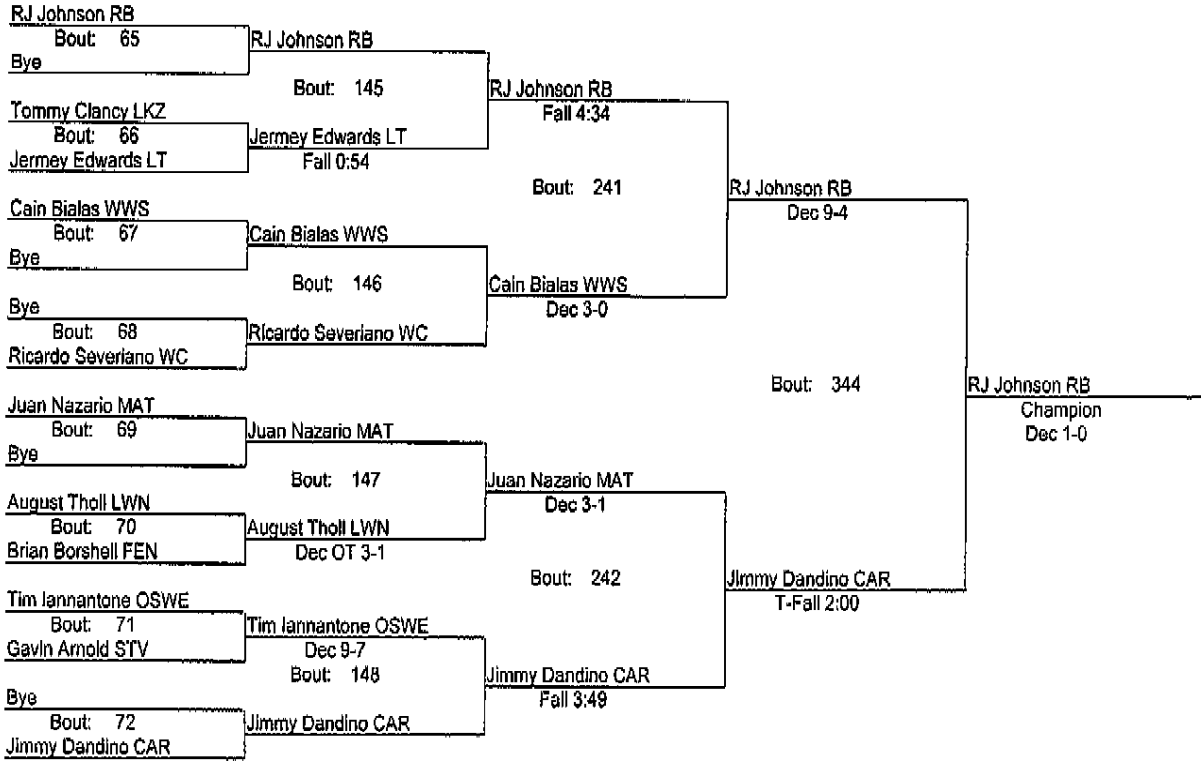 RJ Johnson RB
Bout: 65
Bye
RJ Johnson RB
Bout: 145
Tommy Clancy LKZ
Bout: 66
Jermey Edwards LT
Jermey Edwards LT
Fall 0:54
RJ Johnson RB
Fall 4:34
Bout: 241
Cain Bialas WWS
Bout: 67
Bye
Cain Bialas WWS
Bout: 146
Bye
Bout: 68
Ricardo Severiano WC
Ricardo Severiano WC
Cain Bialas WWS
Dec 3-0
RJ Johnson RB
Dec 9-4
Bout: 344
Juan Nazario MAT
Bout: 69
Bye
Juan Nazario MAT
Bout: 147
August Tholl LWN
Bout: 70
Brian Borshell FEN
August Tholl LWN
Dec OT 3-1
Juan Nazario MAT
Dec 3-1
Bout: 242
Tim Iannantone OSWE
Bout: 71
Gavin Arnold STV
Tim Iannantone OSWE
Dec 9-7
Bout: 148
Bye
Bout: 72
Jimmy Dandino CAR
Jimmy Dandino CAR
Jimmy Dandino CAR
Fall 3:49
Jimmy Dandino CAR
T-Fall 2:00
RJ Johnson RB
Champion
Dec 1-0